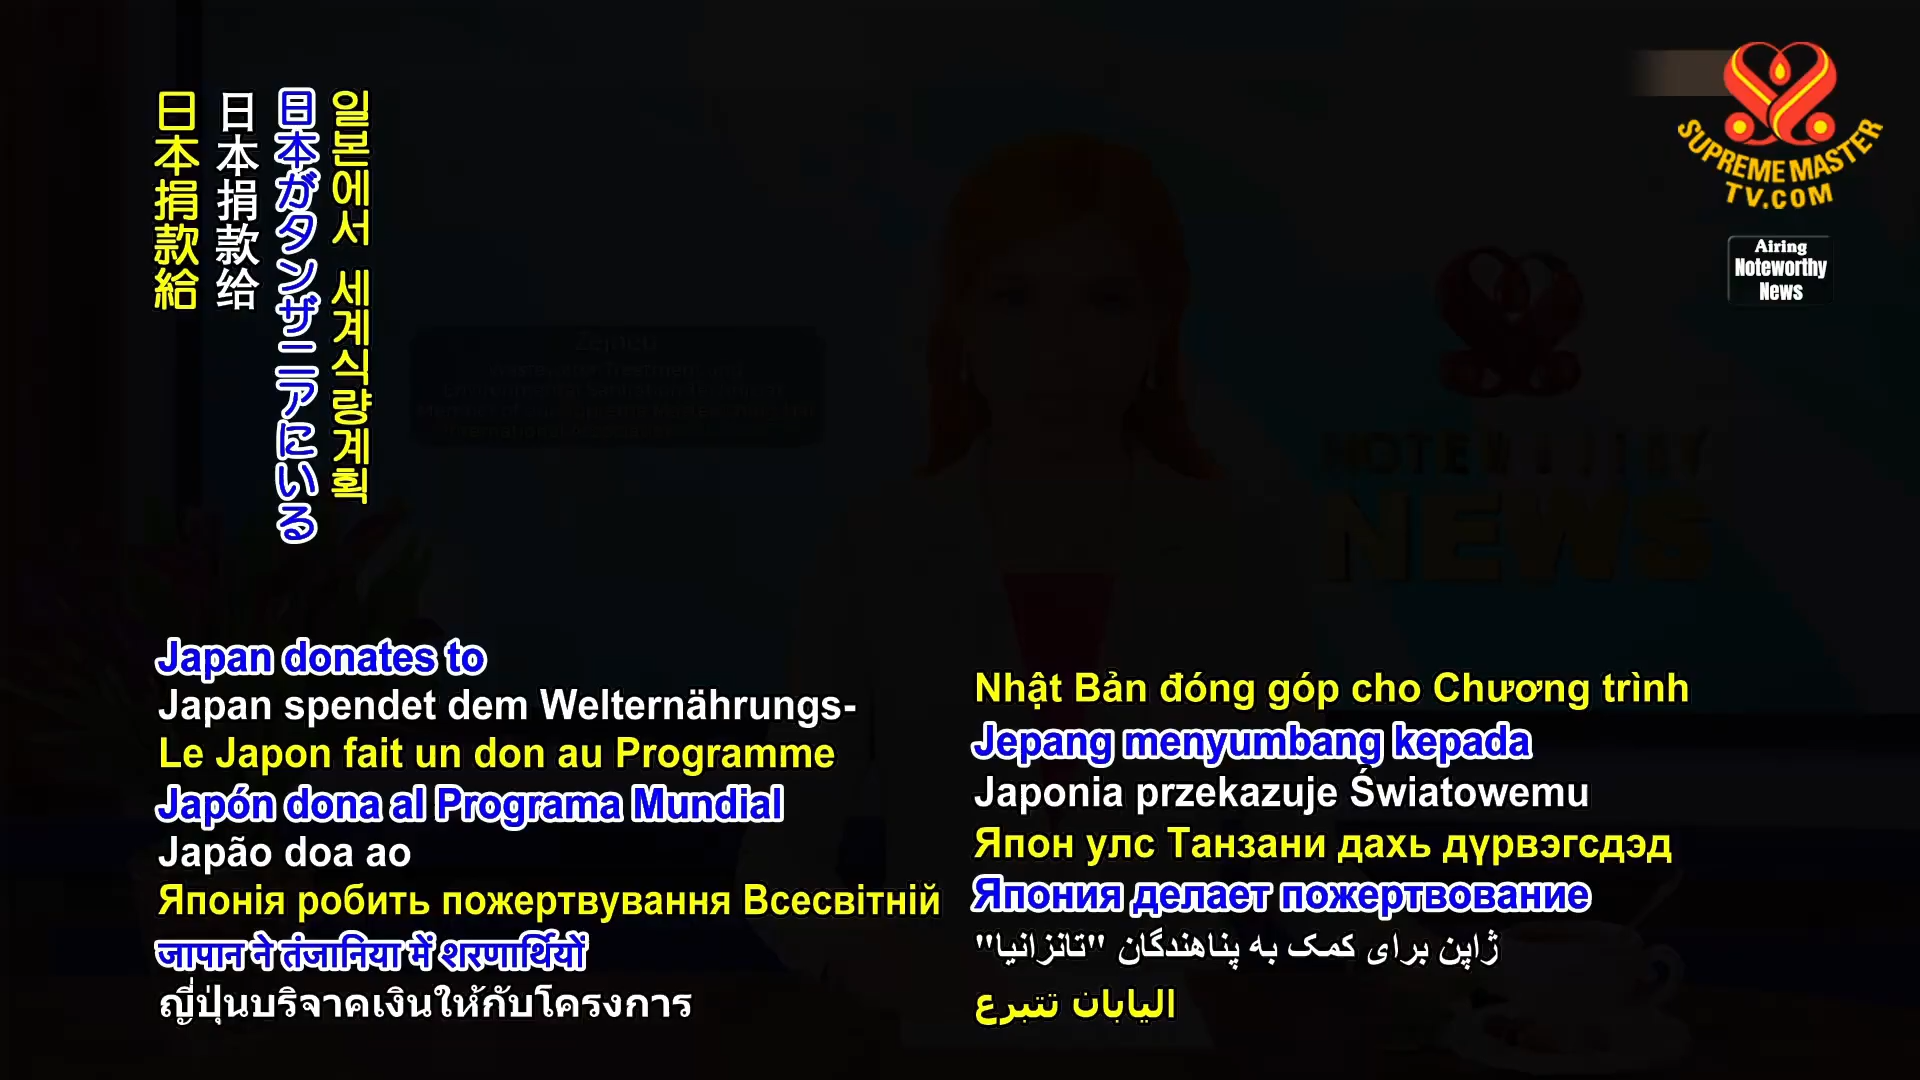 日本捐款給
日本捐款给
日本がタンザニアにいる
일본에서 세계식량계획
SUPREME MASTER
TV.COM
Airing
Noteworthy
News
NOTEWORTHY
NEWS
Japan donates to
Japan spendet dem Welternährungs-
Le Japon fait un don au Programme
Japón dona al Programa Mundial
Japão doa ao
Японія робить пожертвування Всесвітній
जापान ने तंजानिया में शरणार्थियों
ญี่ปุ่นบริจาคเงินให้กับโครงการ
Nhật Bản đóng góp cho Chương trình
Jepang menyumbang kepada
Japonia przekazuje Światowemu
Япон улс Танзани дахь дүрвэгсдэд
Япония делает пожертвование
ژاپن برای کمک به پناهندگان "تانزانیا"
اليابان تتبرع